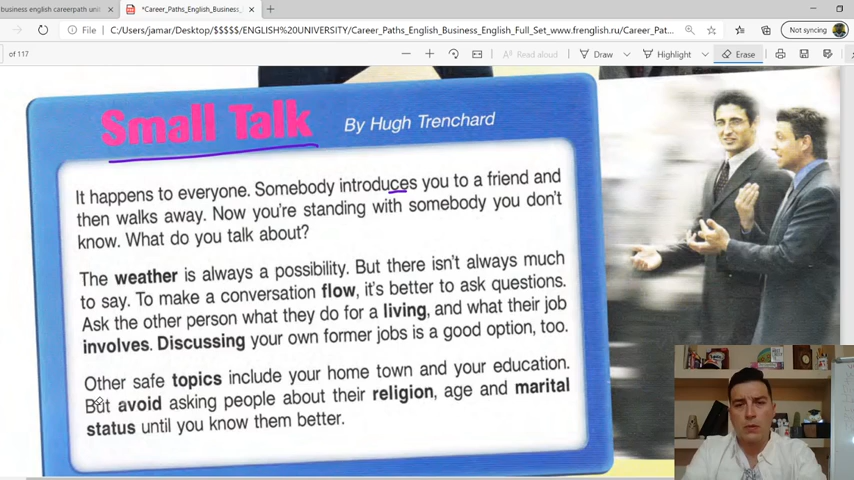 business english careerpath uni
*Career_Paths_English_Business_
Not syncing
File C:/Users/jamar/Desktop/$$$$$/ENGLISH%20UNIVERSITY/Career_Paths_English_Business_English_Full_Set_www.frenglish.ru/Career_Pat...
of 117
Read aloud
Draw
Highlight
Erase
Small Talk
By Hugh Trenchard
It happens to everyone. Somebody introduces you to a friend and
then walks away. Now you're standing with somebody you don't
know. What do you talk about?
The weather is always a possibility. But there isn't always much
to say. To make a conversation flow, it's better to ask questions.
Ask the other person what they do for a living, and what their job
involves. Discussing your own former jobs is a good option, too.
Other safe topics include your home town and your education.
But avoid asking people about their religion, age and marital
status until you know them better.